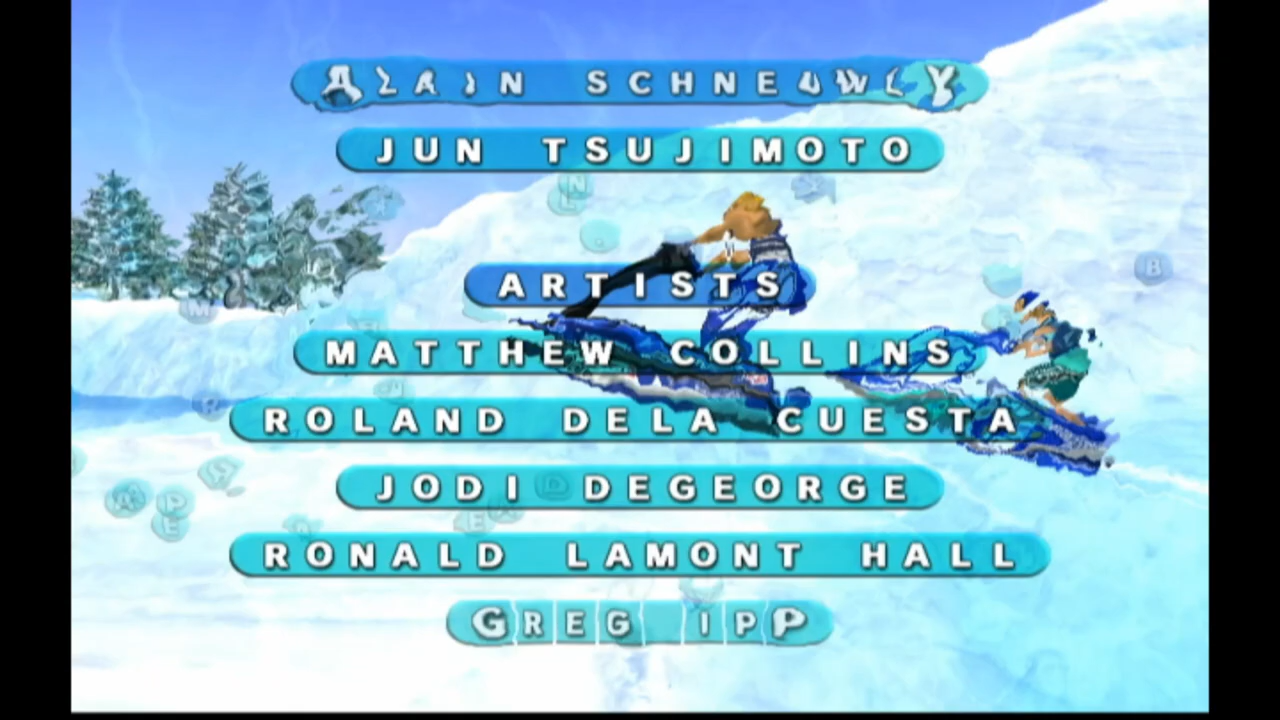 ALAIN SCHNEUWLY
JUN TSUJIMOTO
ARTISTS
MATTHEW COLLINS
ROLAND DELA CUESTA
JODI DEGEORGE
RONALD LAMONT HALL
GREG IPP